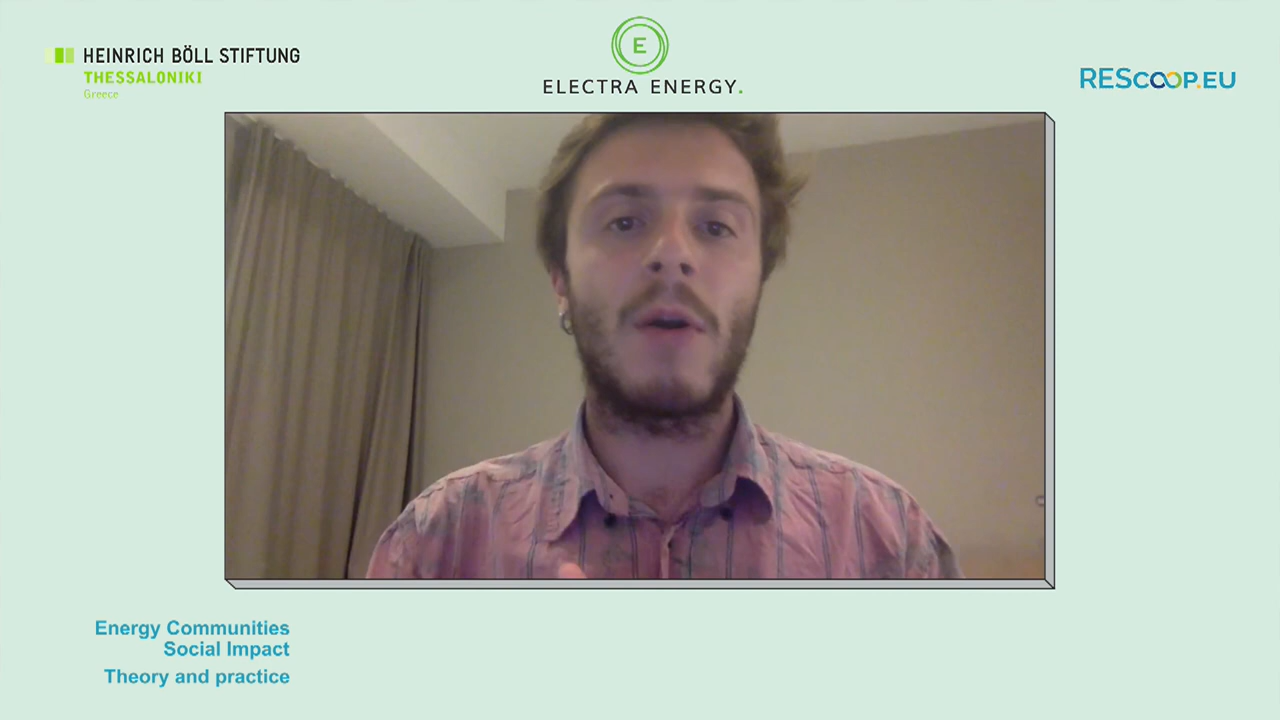 HEINRICH BÖLL STIFTUNG
THESSALONIKI
Greece
E
ELECTRA ENERGY.
REScoop.EU
Energy Communities
Social Impact
Theory and practice